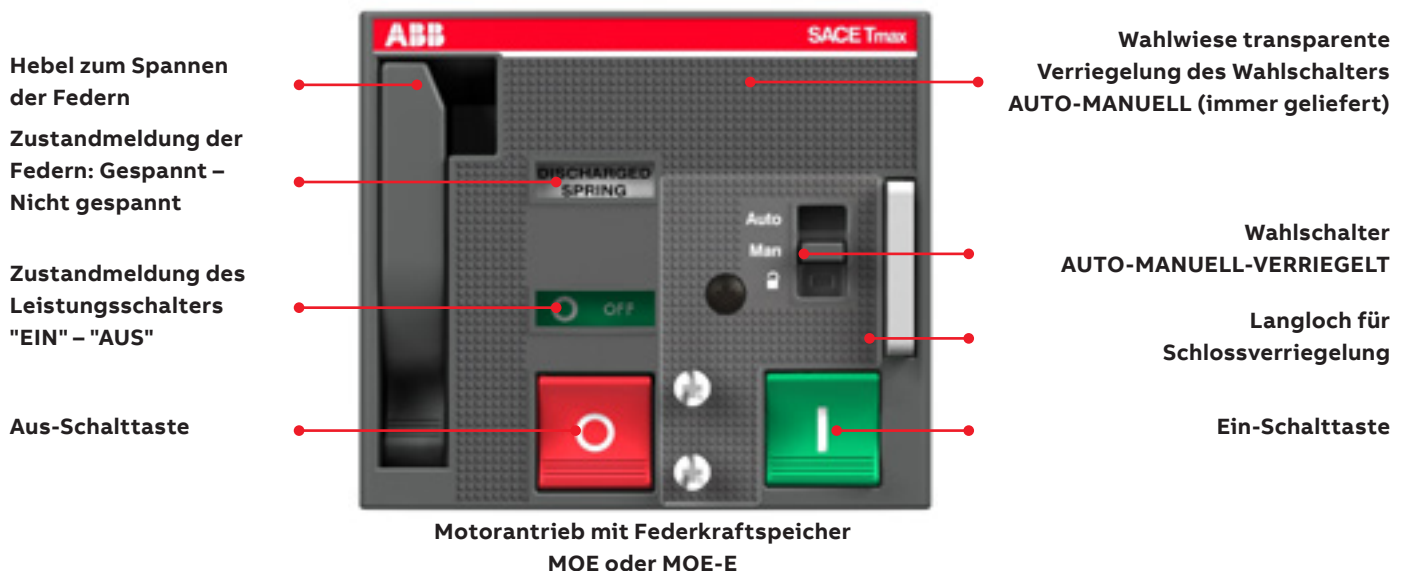 ABB
SACE Tmax
Hebel zum Spannen
der Federn
Zustandmeldung der
Federn: Gespannt –
Nicht gespannt
Zustandmeldung des
Leistungsschalters
"EIN" – "AUS"
Aus-Schalttaste
DISCHARGED
SPRING
Auto
Man
OFF
Wahlwiese transparente
Verriegelung des Wahlschalters
AUTO-MANUELL (immer geliefert)
Wahlschalter
AUTO-MANUELL-VERRIEGELT
Langloch für
Schlossverriegelung
Ein-Schalttaste
Motorantrieb mit Federkraftspeicher
MOE oder MOE-E